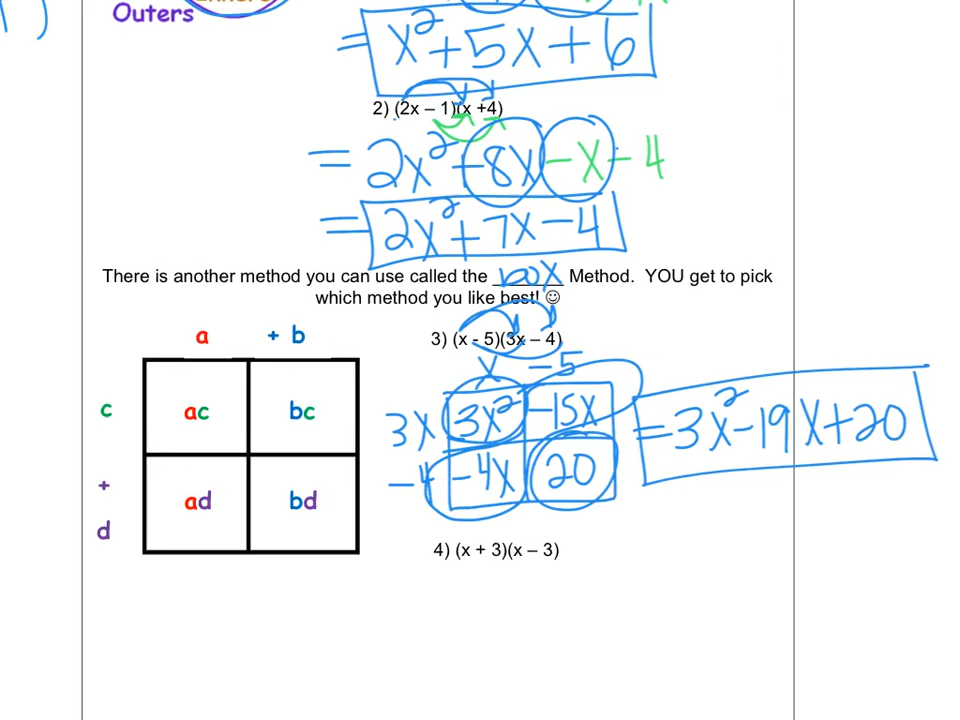 Outers
= x² + 5x + 6
2) (2x – 1)(x +4)
= 2x² + 8x - x - 4
= 2x² + 7x - 4
There is another method you can use called the box Method. YOU get to pick
which method you like best! ☺
a + b
c ac bc
+ d ad bd
3) (x - 5)(3x – 4)
x -5
3x 3x² -15x
-4 -4x 20
= 3x² - 19x + 20
4) (x + 3)(x – 3)